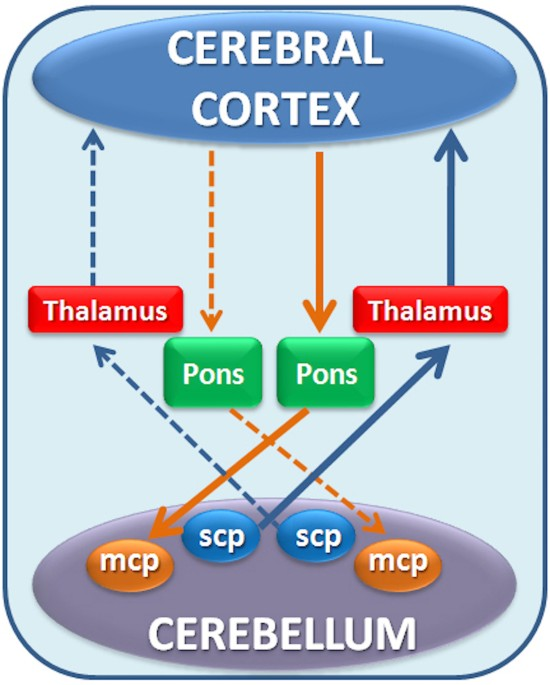 CEREBRAL
CORTEX
Thalamus
Thalamus
Pons
Pons
scp
scp
mcp
mcp
CEREBELLUM